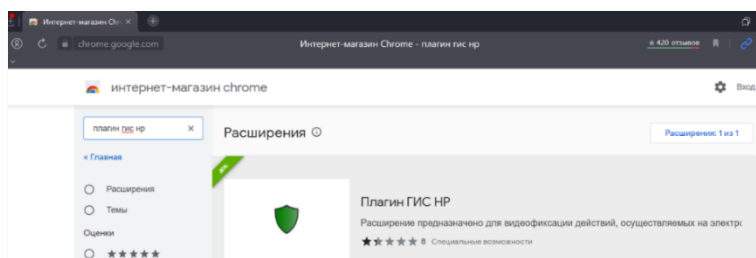 Интернет-магазин Chr
chrome.google.com
Интернет-магазин Chrome - плагин гис нр
★ 420 отзывов
интернет-магазин chrome
Вход
плагин гис нр
Расширения
Расширения: 1 из 1
« Главная
Расширения
Темы
Оценки
Плагин ГИС НР
Расширение предназначено для видеофиксации действий, осуществляемых на электрс
8 Специальные возможности